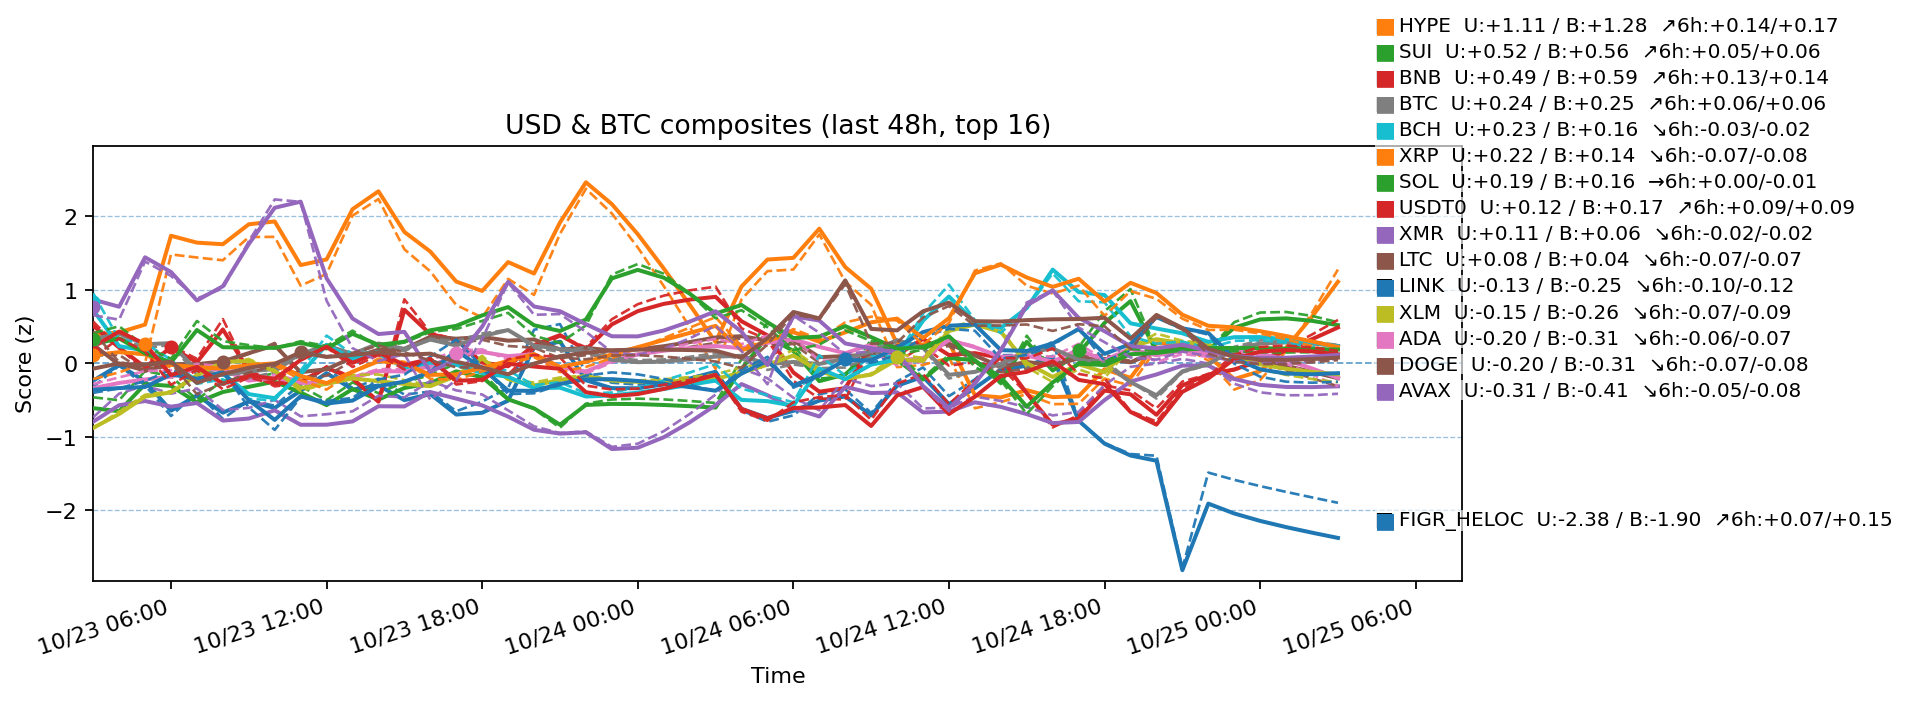 HYPE U:+1.11 / B:+1.28 ↗6h:+0.14/+0.17
SUI U:+0.52 / B:+0.56 ↗6h:+0.05/+0.06
BNB U:+0.49 / B:+0.59 ↗6h:+0.13/+0.14
BTC U:+0.24 / B:+0.25 ↗6h:+0.06/+0.06
USD & BTC composites (last 48h, top 16)
BCH U:+0.23 / B:+0.16 ↘6h:-0.03/-0.02
XRP U:+0.22 / B:+0.14 ↘6h:-0.07/-0.08
SOL U:+0.19 / B:+0.16 →6h:+0.00/-0.01
USDT0 U:+0.12 / B:+0.17 ↗6h:+0.09/+0.09
XMR U:+0.11 / B:+0.06 ↘6h:-0.02/-0.02
LTC U:+0.08 / B:+0.04 ↘6h:-0.07/-0.07
LINK U:-0.13 / B:-0.25 ↘6h:-0.10/-0.12
XLM U:-0.15 / B:-0.26 ↘6h:-0.07/-0.09
ADA U:-0.20 / B:-0.31 ↘6h:-0.06/-0.07
DOGE U:-0.20 / B:-0.31 ↘6h:-0.07/-0.08
AVAX U:-0.31 / B:-0.41 ↘6h:-0.05/-0.08
FIGR_HELOC U:-2.38 / B:-1.90 ↗6h:+0.07/+0.15
Score (z)
2
1
0
−1
−2
10/23 06:00
10/23 12:00
10/23 18:00
10/24 00:00
10/24 06:00
10/24 12:00
10/24 18:00
10/25 00:00
10/25 06:00
Time